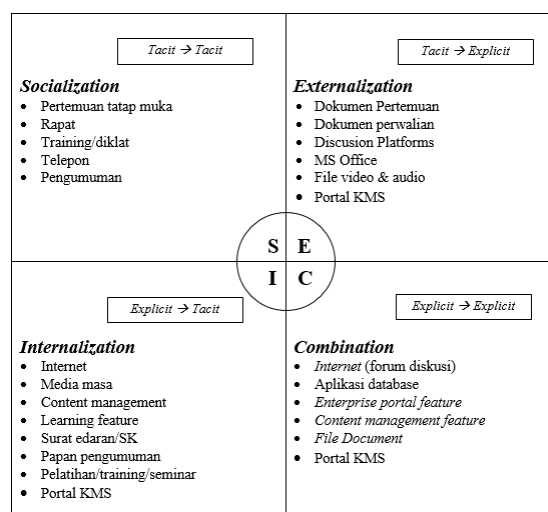 Tacit → Tacit
Socialization
• Pertemuan tatap muka
• Rapat
• Training/diklat
• Telepon
• Pengumuman
Tacit → Explicit
Externalization
• Dokumen Pertemuan
• Dokumen perwalian
• Discusion Platforms
• MS Office
• File video & audio
• Portal KMS
S E
I C
Explicit → Tacit
Internalization
• Internet
• Media masa
• Content management
• Learning feature
• Surat edaran/SK
• Papan pengumuman
• Pelatihan/training/seminar
• Portal KMS
Explicit → Explicit
Combination
• Internet (forum diskusi)
• Aplikasi database
• Enterprise portal feature
• Content management feature
• File Document
• Portal KMS